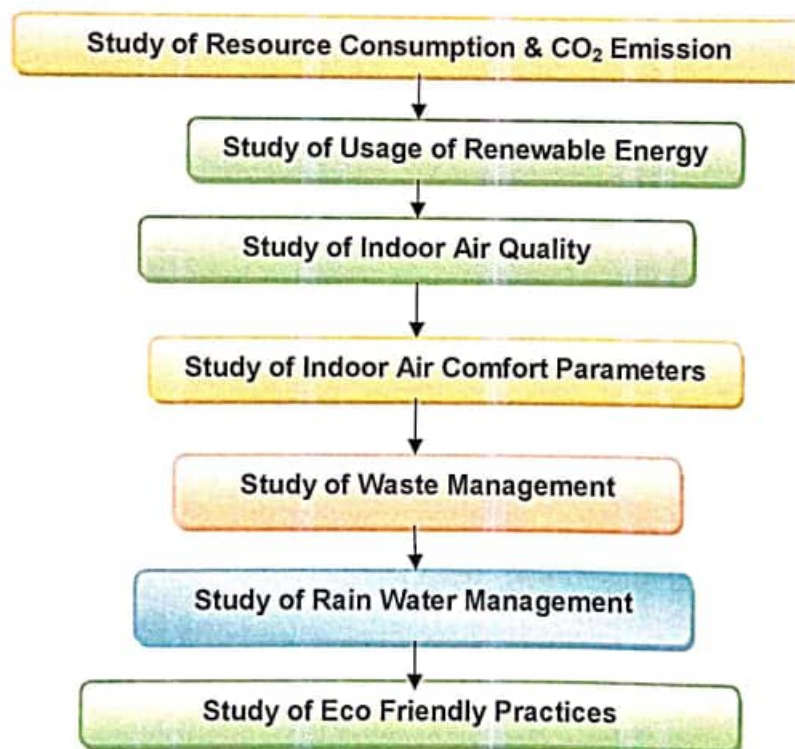 Study of Resource Consumption & CO₂ Emission
Study of Usage of Renewable Energy
Study of Indoor Air Quality
Study of Indoor Air Comfort Parameters
Study of Waste Management
Study of Rain Water Management
Study of Eco Friendly Practices